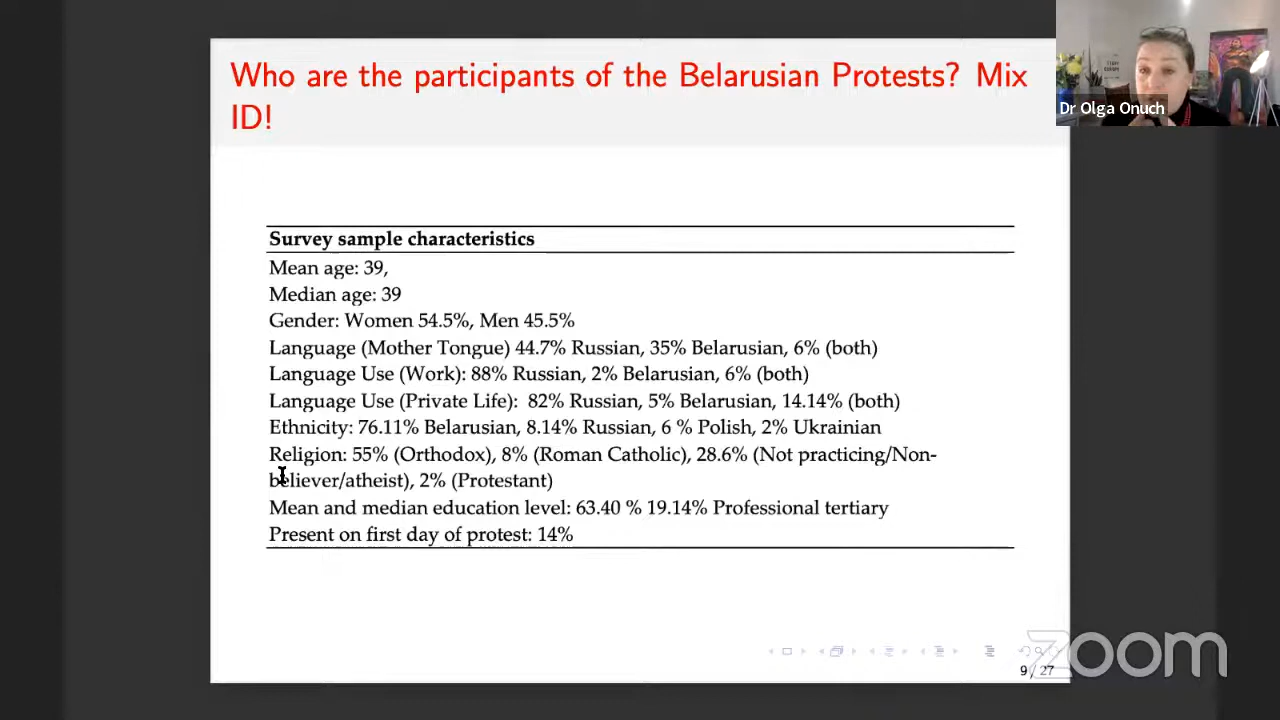 Who are the participants of the Belarusian Protests? Mix
ID!
Dr Olga Onuch
Survey sample characteristics
Mean age: 39,
Median age: 39
Gender: Women 54.5%, Men 45.5%
Language (Mother Tongue) 44.7% Russian, 35% Belarusian, 6% (both)
Language Use (Work): 88% Russian, 2% Belarusian, 6% (both)
Language Use (Private Life): 82% Russian, 5% Belarusian, 14.14% (both)
Ethnicity: 76.11% Belarusian, 8.14% Russian, 6 % Polish, 2% Ukrainian
Religion: 55% (Orthodox), 8% (Roman Catholic), 28.6% (Not practicing/Non-
believer/atheist), 2% (Protestant)
Mean and median education level: 63.40 % 19.14% Professional tertiary
Present on first day of protest: 14%
9 / 27
zoom